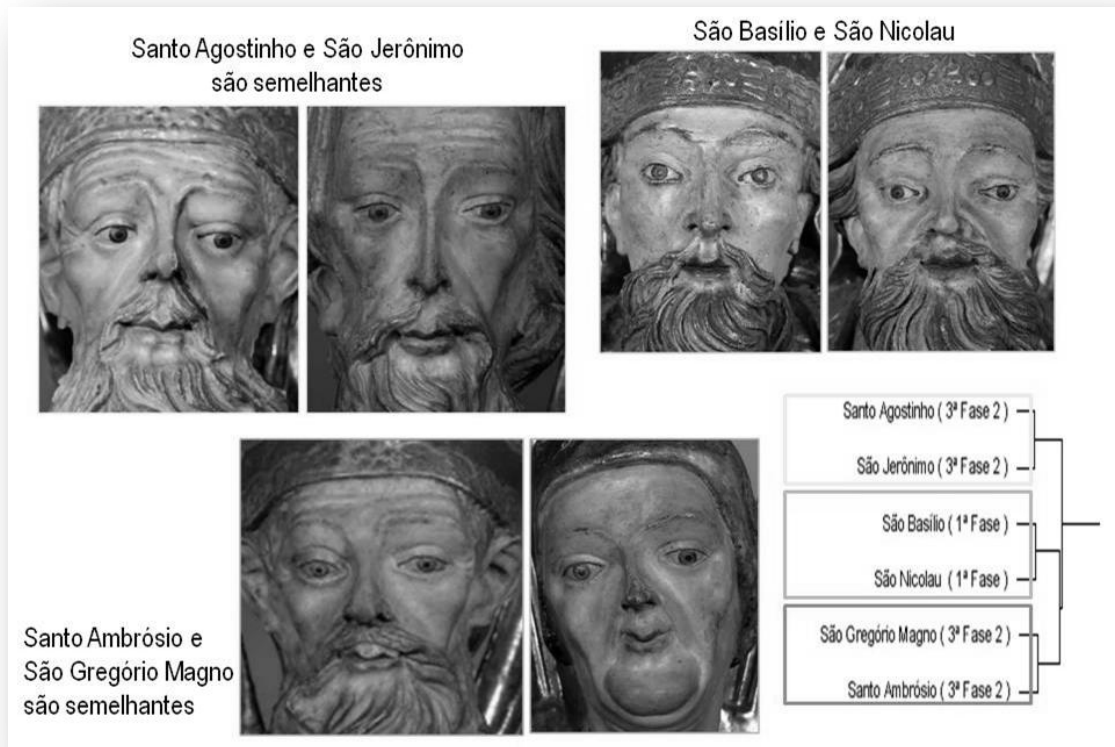 Santo Agostinho e São Jerônimo
são semelhantes
São Basílio e São Nicolau
Santo Ambrósio e
São Gregório Magno
são semelhantes
Santo Agostinho ( 3ª Fase 2 )
São Jerônimo ( 3ª Fase 2 )
São Basílio ( 1ª Fase )
São Nicolau ( 1ª Fase )
São Gregório Magno ( 3ª Fase 2 )
Santo Ambrósio ( 3ª Fase 2 )